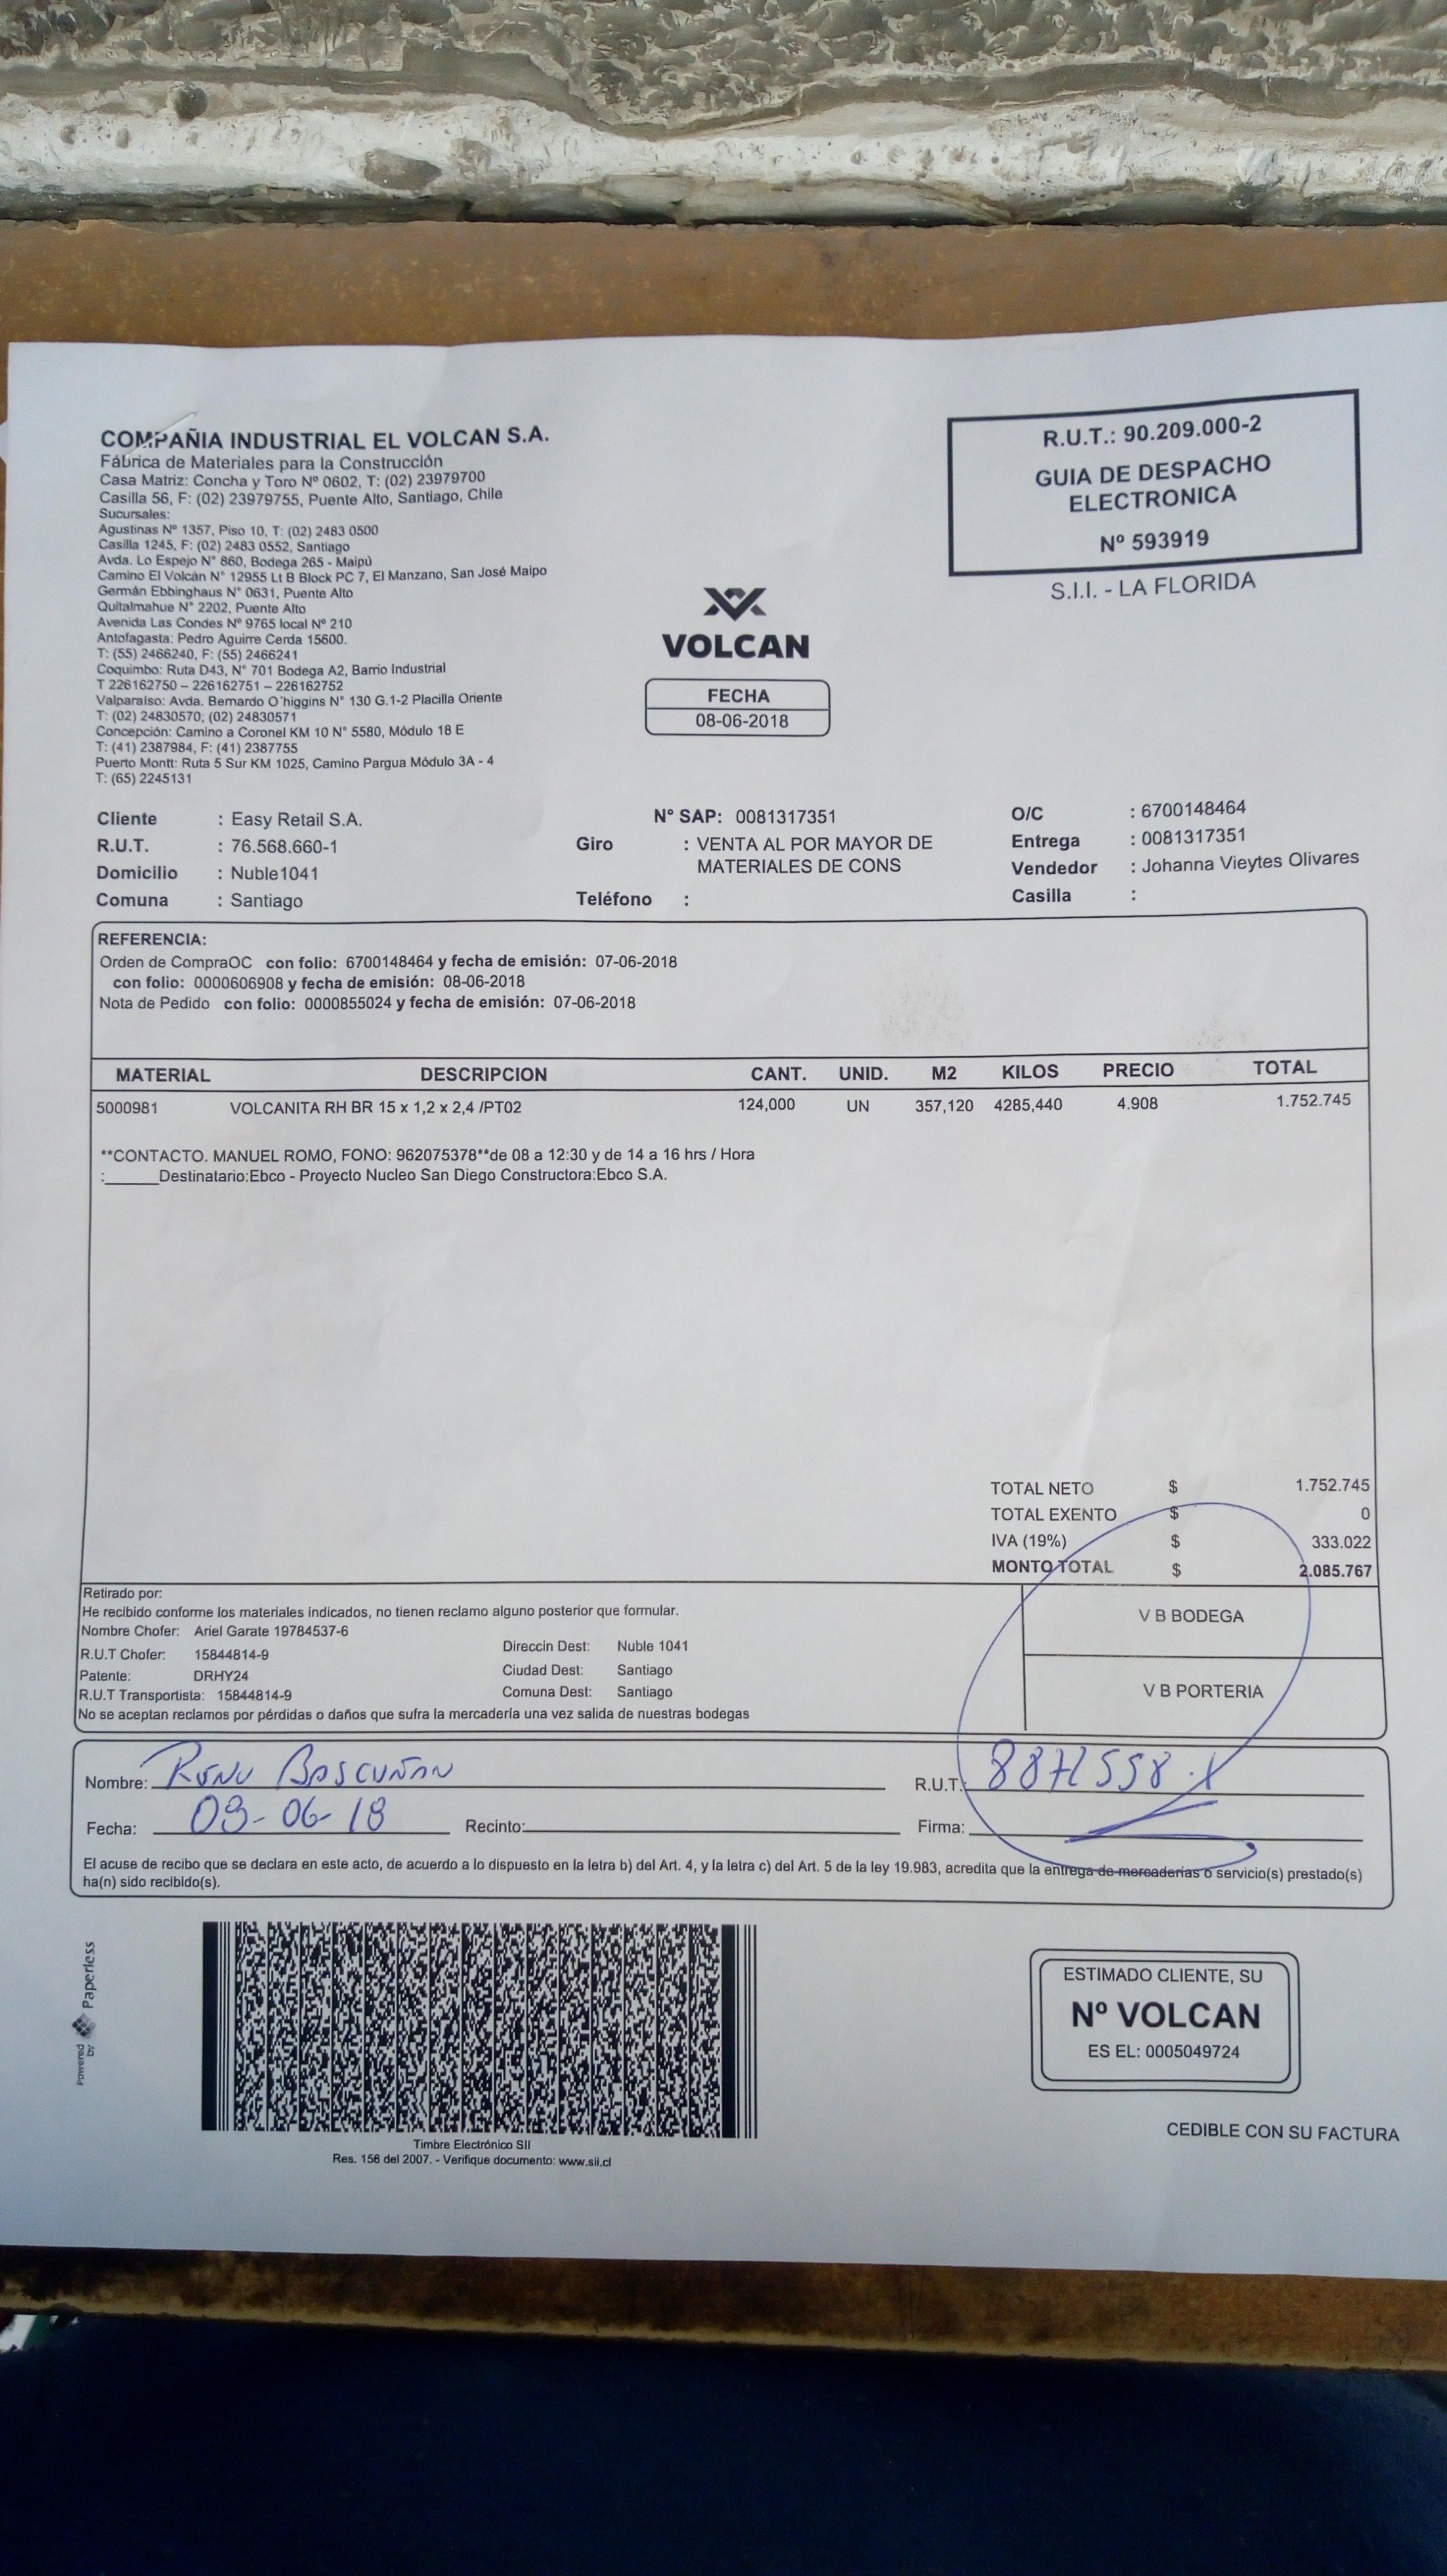 COMPAÑIA INDUSTRIAL EL VOLCAN S.A.
Fábrica de Materiales para la Construcción
Casa Matriz: Concha y Toro Nº 0602, T: (02) 23979700
Casilla 56, F: (02) 23979755, Puente Alto, Santiago, Chile
Sucursales:
Agustinas Nº 1357, Piso 10, T: (02) 2483 0500
Casilla 1245, F: (02) 2483 0552, Santiago
Avda. Lo Espejo N° 860, Bodega 265 - Maipù
Camino El Volcán N° 12955 Lt B Block PC 7, El Manzano, San José Maipo
Germán Ebbinghaus N° 0631, Puente Alto
Quitalmahue N° 2202, Puente Alto
Avenida Las Condes Nº 9765 local Nº 210
Antofagasta: Pedro Aguirre Cerda 15600.
T: (55) 2466240, F: (55) 2466241
Coquimbo: Ruta D43, N° 701 Bodega A2, Barrio Industrial
T 226162750 – 226162751 – 226162752
Valparaiso: Avda. Bernardo O´higgins N° 130 G.1-2 Placilla Oriente
T: (02) 24830570; (02) 24830571
Concepción: Camino a Coronel KM 10 N° 5580, Módulo 18 E
T: (41) 2387984, F: (41) 2387755
Puerto Montt: Ruta 5 Sur KM 1025, Camino Pargua Módulo 3A - 4
T: (65) 2245131
R.U.T.: 90.209.000-2
GUIA DE DESPACHO
ELECTRONICA
Nº 593919
S.I.I. - LA FLORIDA
VOLCAN
FECHA
08-06-2018
Cliente : Easy Retail S.A.
R.U.T. : 76.568.660-1
Domicilio : Nuble1041
Comuna : Santiago
N° SAP: 0081317351
Giro : VENTA AL POR MAYOR DE
MATERIALES DE CONS
Teléfono :
O/C : 6700148464
Entrega : 0081317351
Vendedor : Johanna Vieytes Olivares
Casilla :
REFERENCIA:
Orden de CompraOC con folio: 6700148464 y fecha de emisión: 07-06-2018
con folio: 0000606908 y fecha de emisión: 08-06-2018
Nota de Pedido con folio: 0000855024 y fecha de emisión: 07-06-2018
MATERIAL DESCRIPCION CANT. UNID. M2 KILOS PRECIO TOTAL
5000981 VOLCANITA RH BR 15 x 1,2 x 2,4 /PT02 124,000 UN 357,120 4285,440 4.908 1.752.745
**CONTACTO. MANUEL ROMO, FONO: 962075378**de 08 a 12:30 y de 14 a 16 hrs / Hora
:______Destinatario:Ebco - Proyecto Nucleo San Diego Constructora:Ebco S.A.
TOTAL NETO $ 1.752.745
TOTAL EXENTO $ 0
IVA (19%) $ 333.022
MONTO TOTAL $ 2.085.767
Retirado por:
He recibido conforme los materiales indicados, no tienen reclamo alguno posterior que formular.
Nombre Chofer: Ariel Garate 19784537-6
R.U.T Chofer: 15844814-9
Patente: DRHY24
R.U.T Transportista: 15844814-9
Direccin Dest: Nuble 1041
Ciudad Dest: Santiago
Comuna Dest: Santiago
No se aceptan reclamos por pérdidas o daños que sufra la mercadería una vez salida de nuestras bodegas
V B BODEGA
V B PORTERIA
Nombre: Bascuñan
R.U.T.:
Fecha: 09-06-18 Recinto: Firma:
El acuse de recibo que se declara en este acto, de acuerdo a lo dispuesto en la letra b) del Art. 4, y la letra c) del Art. 5 de la ley 19.983, acredita que la entrega de mercaderías o servicio(s) prestado(s)
ha(n) sido recibido(s).
Powered by Paperless
Timbre Electrónico SII
Res. 156 del 2007. - Verifique documento: www.sii.cl
ESTIMADO CLIENTE, SU
Nº VOLCAN
ES EL: 0005049724
CEDIBLE CON SU FACTURA